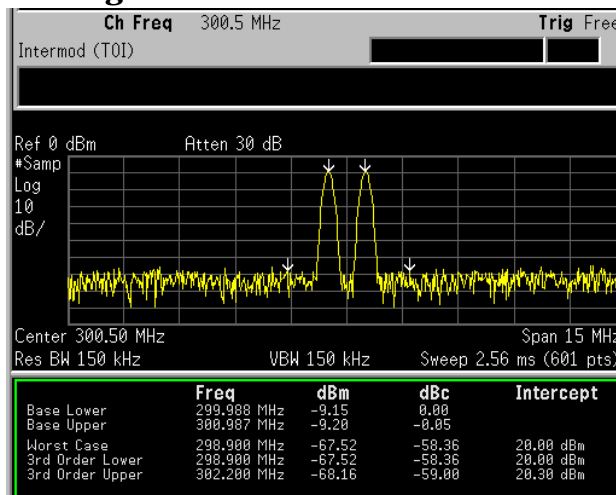 Ch Freq 300.5 MHz Trig Free
Intermod (TOI)
Ref 0 dBm Atten 30 dB
#Samp
Log
10
dB/
Center 300.50 MHz Span 15 MHz
Res BW 150 kHz VBW 150 kHz Sweep 2.56 ms (601 pts)
Freq dBm dBc Intercept
Base Lower 299.988 MHz -9.15 0.00
Base Upper 300.987 MHz -9.20 -0.05
Worst Case 298.900 MHz -67.52 -58.36 20.00 dBm
3rd Order Lower 298.900 MHz -67.52 -58.36 20.00 dBm
3rd Order Upper 302.200 MHz -68.16 -59.00 20.30 dBm